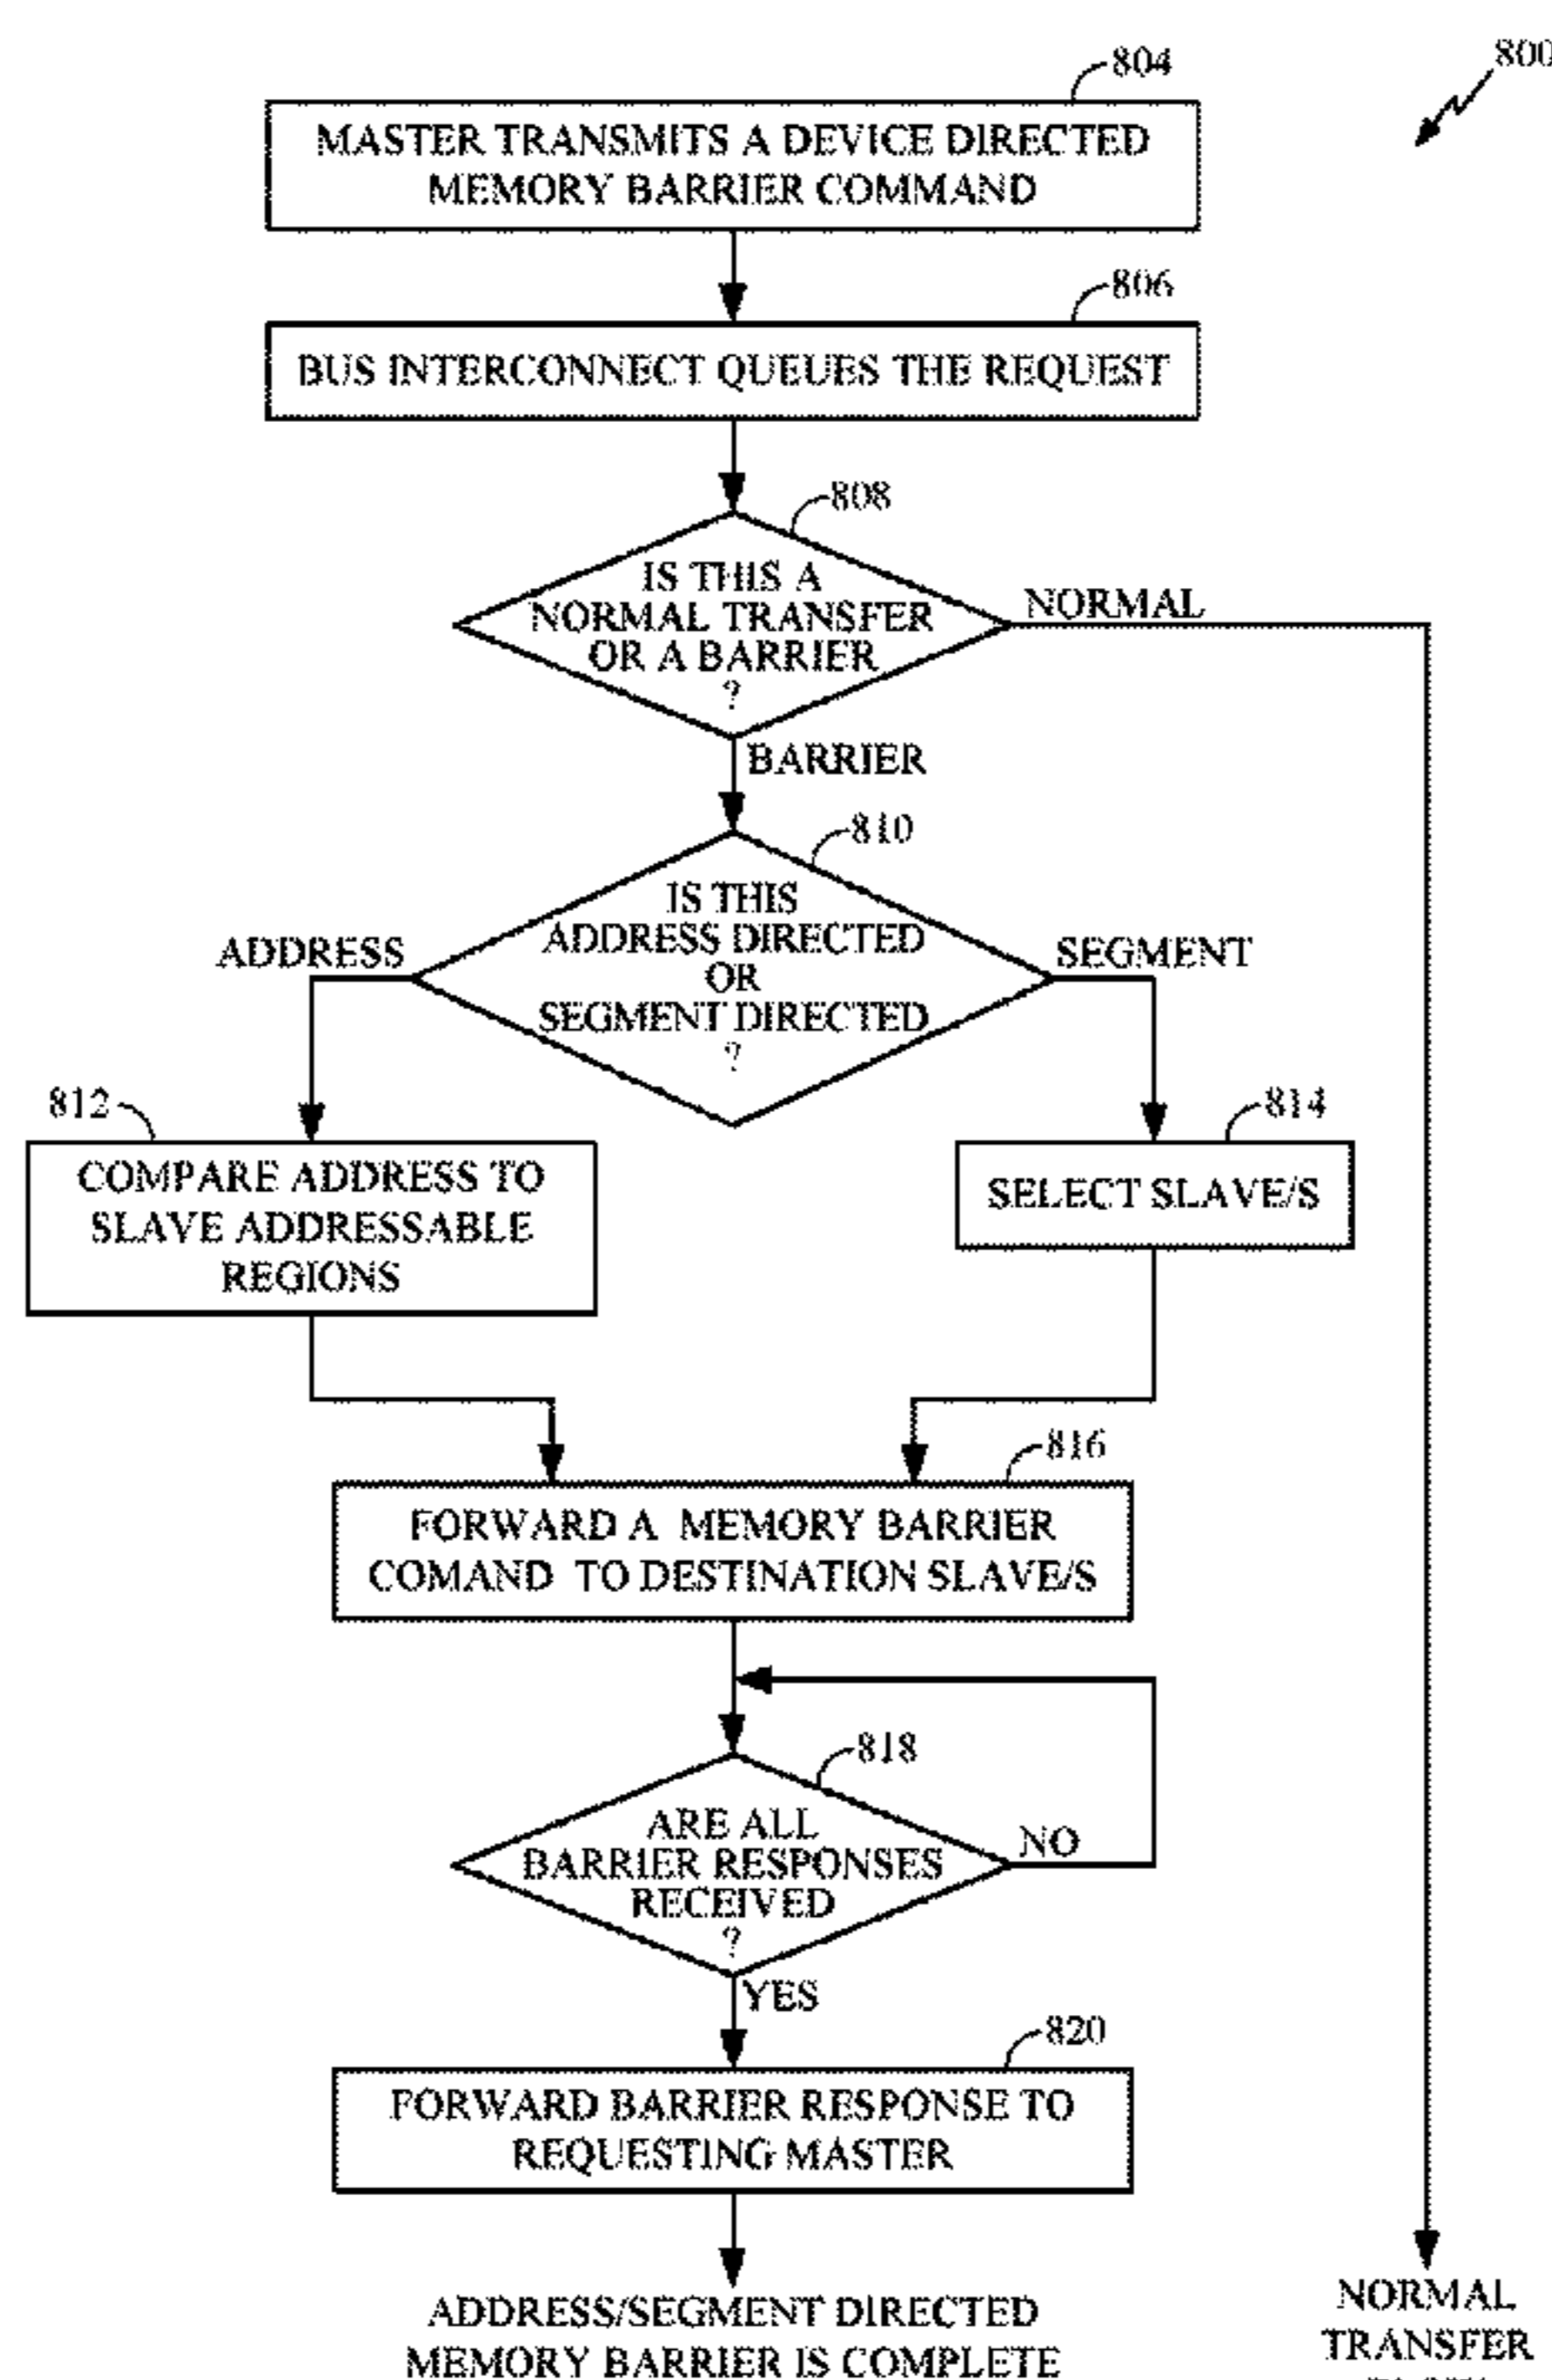 804
800
MASTER TRANSMITS A DEVICE DIRECTED
MEMORY BARRIER COMMAND
806
BUS INTERCONNECT QUEUES THE REQUEST
808
IS THIS A
NORMAL TRANSFER
OR A BARRIER
?
NORMAL
BARRIER
810
IS THIS
ADDRESS DIRECTED
OR
SEGMENT DIRECTED
?
ADDRESS
SEGMENT
812
COMPARE ADDRESS TO
SLAVE ADDRESSABLE
REGIONS
814
SELECT SLAVE/S
816
FORWARD A MEMORY BARRIER
COMAND TO DESTINATION SLAVE/S
818
ARE ALL
BARRIER RESPONSES
RECEIVED
?
NO
YES
820
FORWARD BARRIER RESPONSE TO
REQUESTING MASTER
ADDRESS/SEGMENT DIRECTED
MEMORY BARRIER IS COMPLETE
NORMAL
TRANSFER